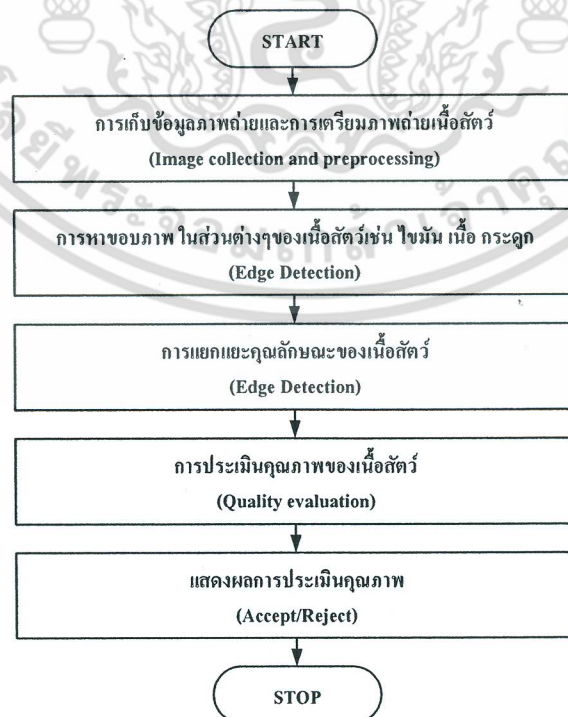 START
การเก็บข้อมูลภาพถ่ายและการเตรียมภาพถ่ายเนื้อสัตว์
(Image collection and preprocessing)
การหาขอบภาพ ในส่วนต่างๆของเนื้อสัตว์เช่น ไขมัน เนื้อ กระดูก
(Edge Detection)
การแยกแยะคุณลักษณะของเนื้อสัตว์
(Edge Detection)
การประเมินคุณภาพของเนื้อสัตว์
(Quality evaluation)
แสดงผลการประเมินคุณภาพ
(Accept/Reject)
STOP